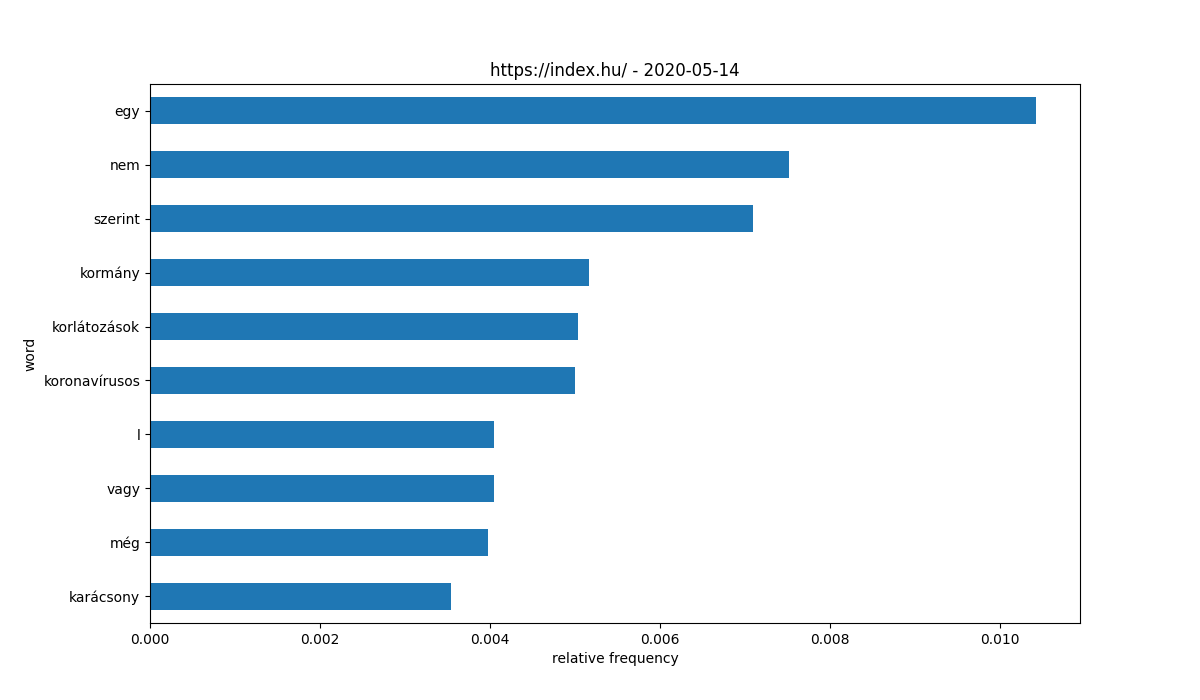 https://index.hu/ - 2020-05-14
egy
nem
szerint
kormány
korlátozások
koronavírusos
l
vagy
még
karácsony
word
0.000 0.002 0.004 0.006 0.008 0.010
relative frequency